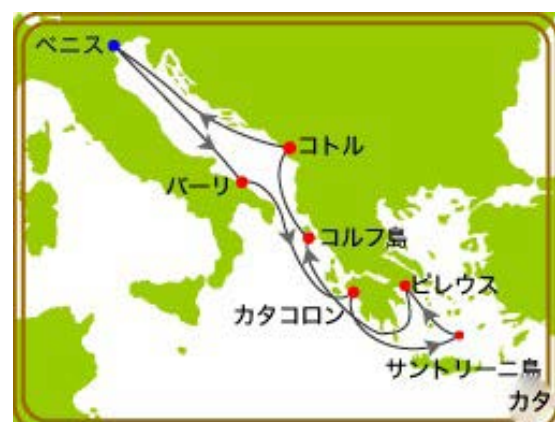 ベニス
コトル
バーリ
コルフ島
ピレウス
カタコロン
サントリーニ島
カタ